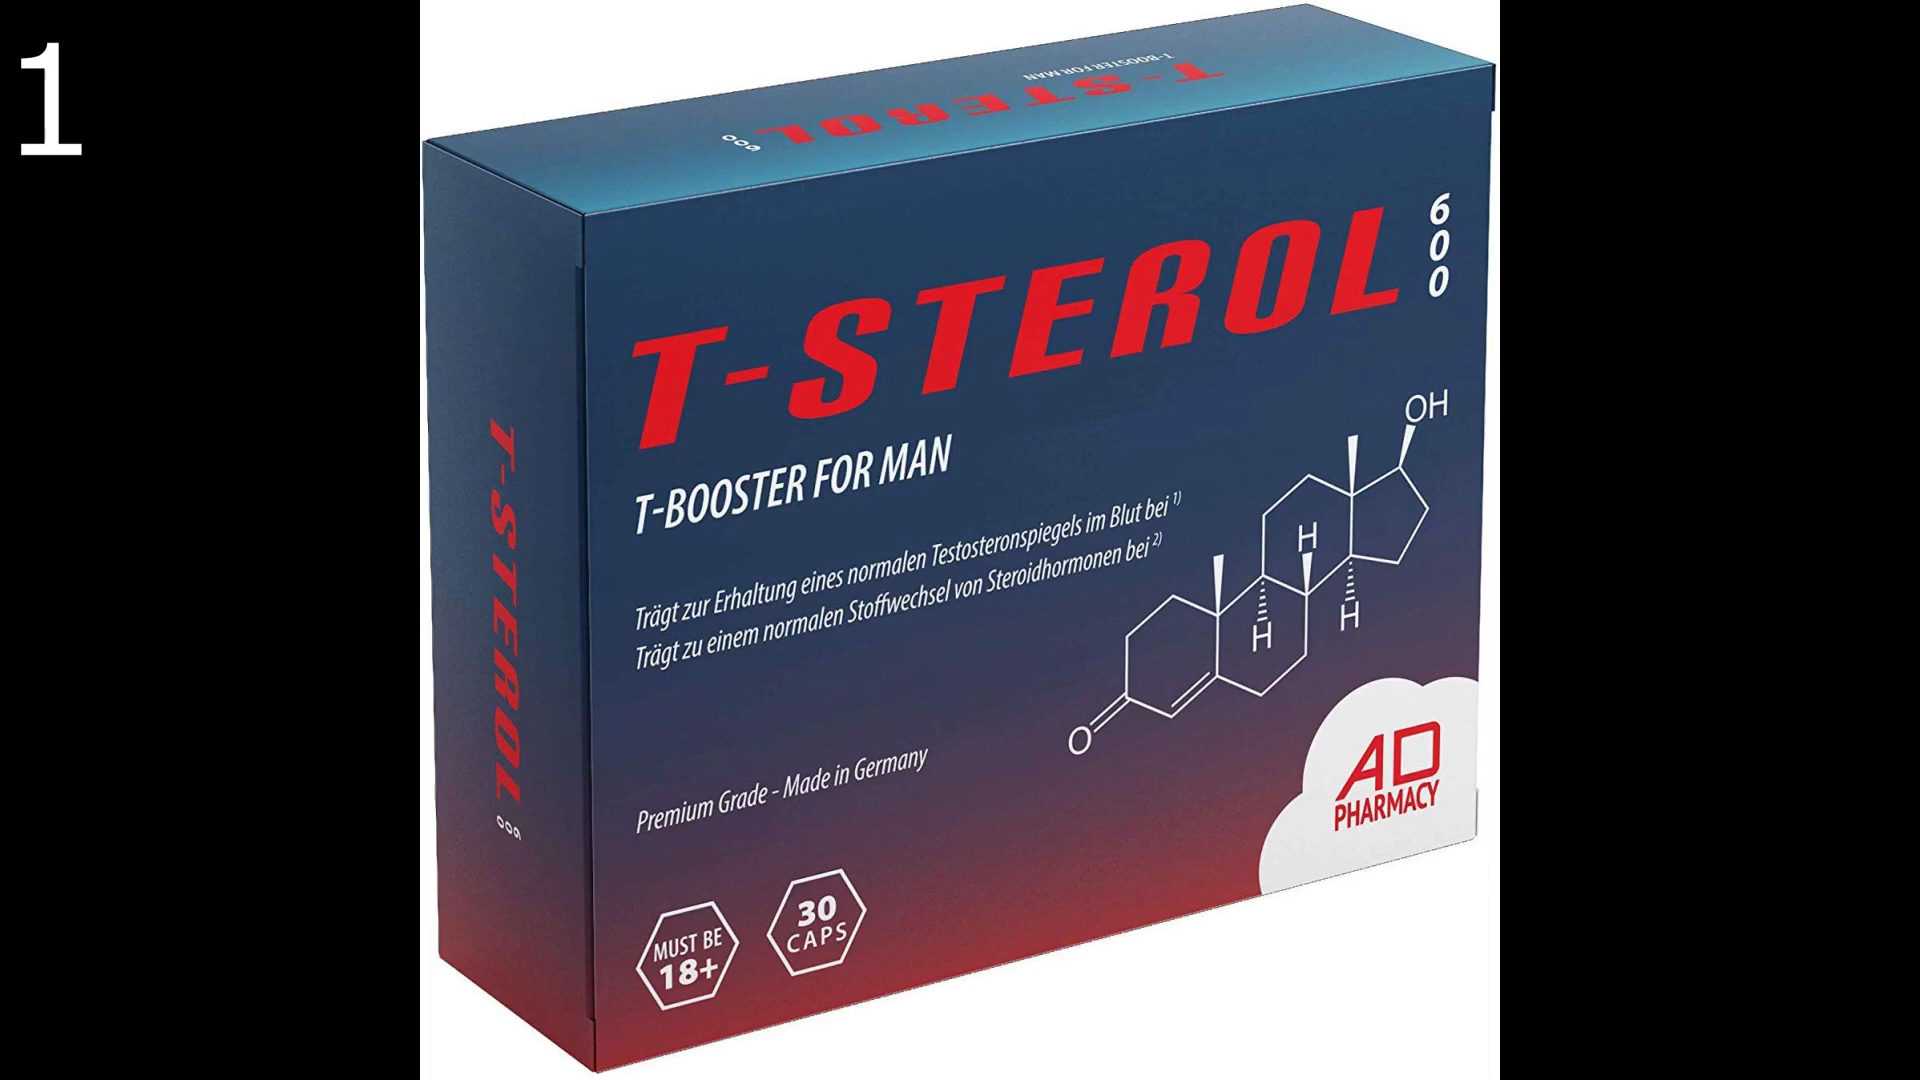 1
T-BOOSTER FOR MAN
T-STEROL
600
T-STEROL
600
T-STEROL
600
T-BOOSTER FOR MAN
Trägt zur Erhaltung eines normalen Testosteronspiegels im Blut bei 1)
Trägt zu einem normalen Stoffwechsel von Steroidhormonen bei 2)
OH
H
H
H
O
Premium Grade - Made in Germany
MUST BE
18+
30
CAPS
AD
PHARMACY